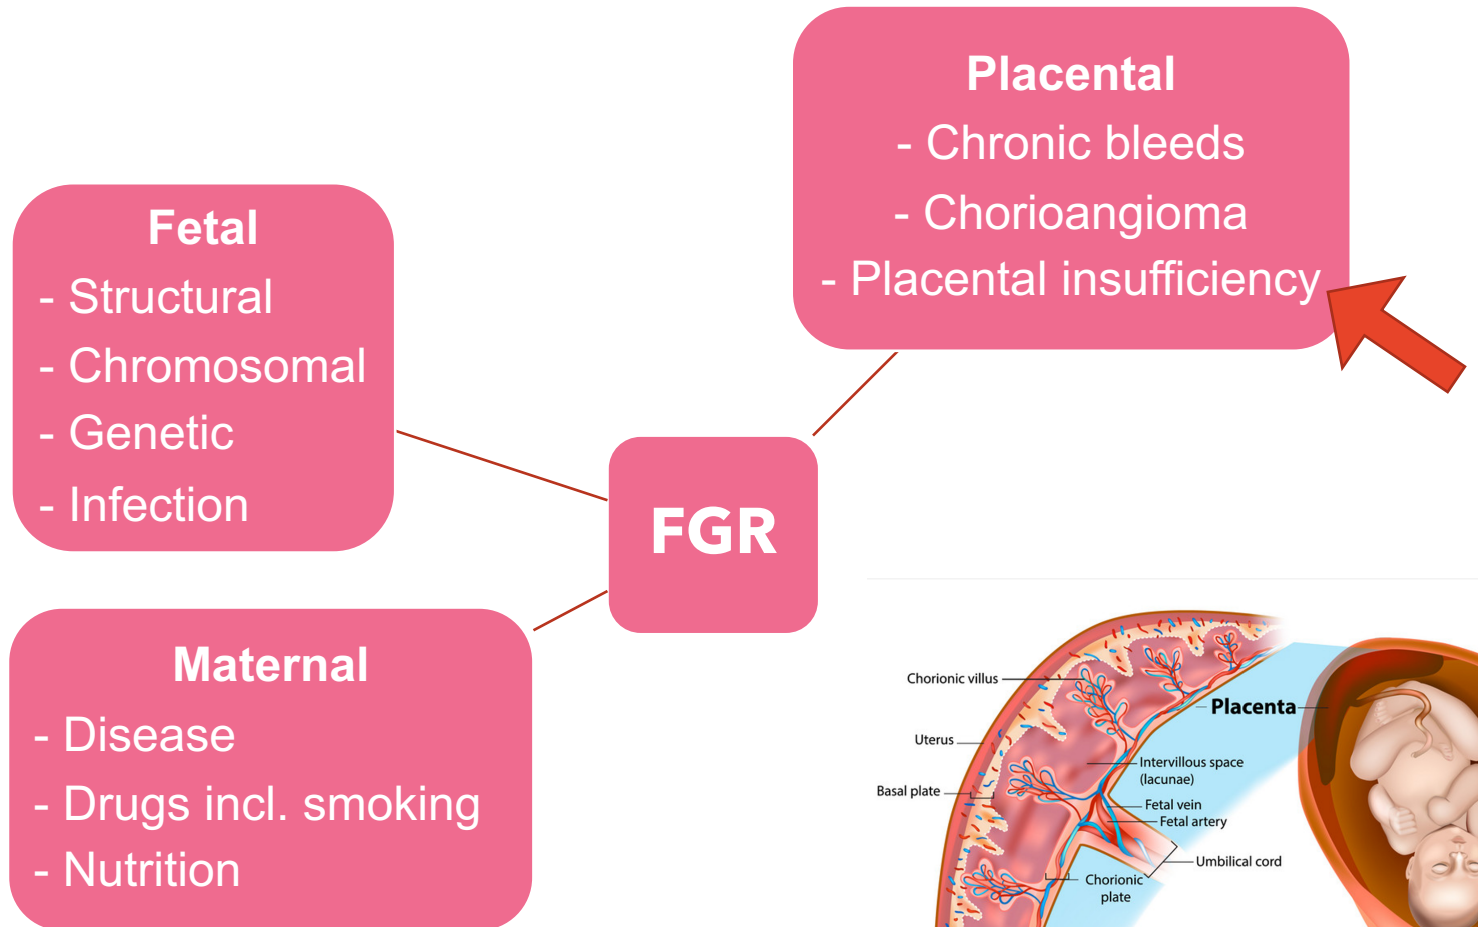 Placental
- Chronic bleeds
- Chorioangioma
- Placental insufficiency
Fetal
- Structural
- Chromosomal
- Genetic
- Infection
FGR
Maternal
- Disease
- Drugs incl. smoking
- Nutrition
Chorionic villus
Placenta
Uterus
Intervillous space
(lacunae)
Basal plate
Fetal vein
Fetal artery
Umbilical cord
Chorionic
plate